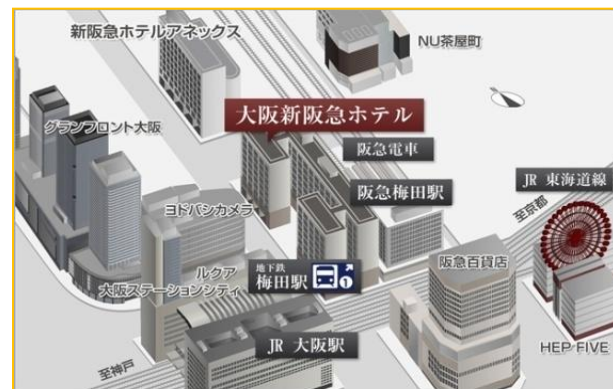 新阪急ホテルアネックス
NU茶屋町
大阪新阪急ホテル
グランフロント大阪
阪急電車
阪急梅田駅
JR 東海道線
ヨドバシカメラ
至京都
地下鉄
梅田駅
1
ルクア
大阪ステーションシティ
阪急百貨店
JR 大阪駅
HEP FIVE
至神戸